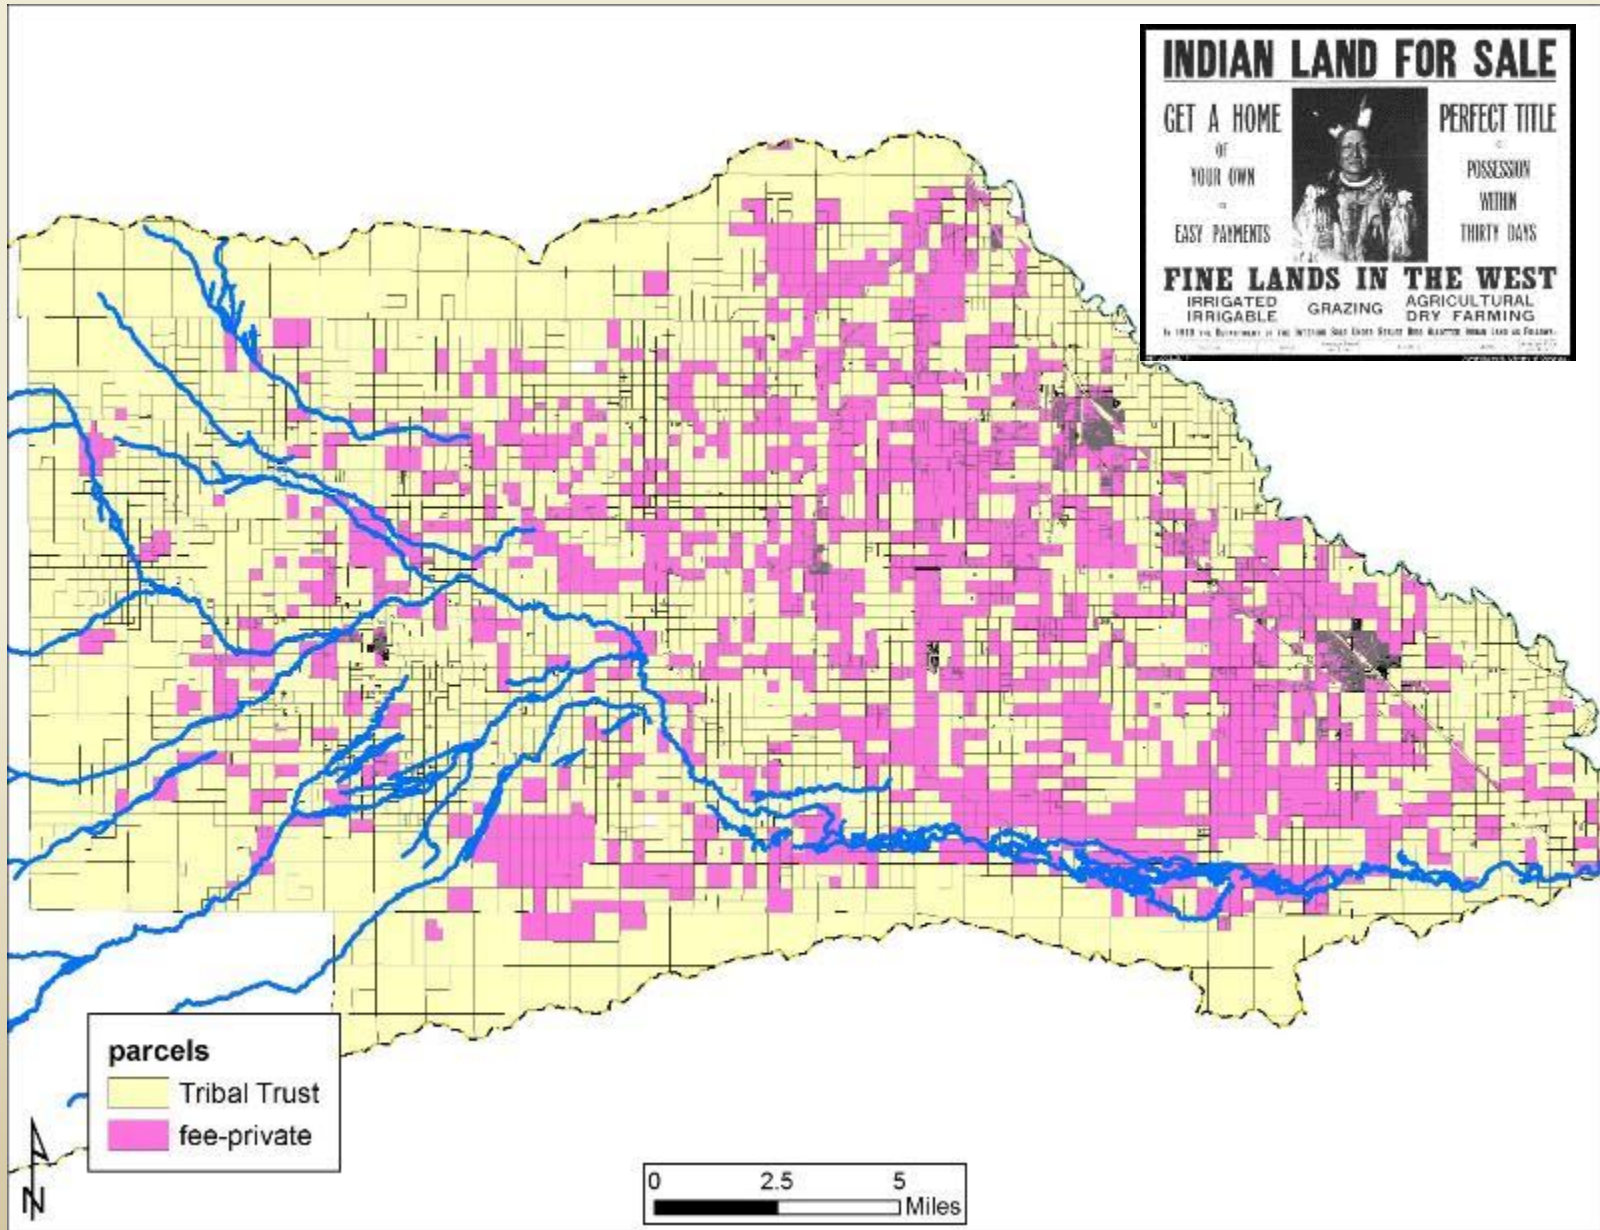 INDIAN LAND FOR SALE
GET A HOME
OF
YOUR OWN
EASY PAYMENTS
PERFECT TITLE
POSSESSION
WITHIN
THIRTY DAYS
FINE LANDS IN THE WEST
IRRIGATED
IRRIGABLE
GRAZING
AGRICULTURAL
DRY FARMING
parcels
Tribal Trust
fee-private
N
0 2.5 5
Miles